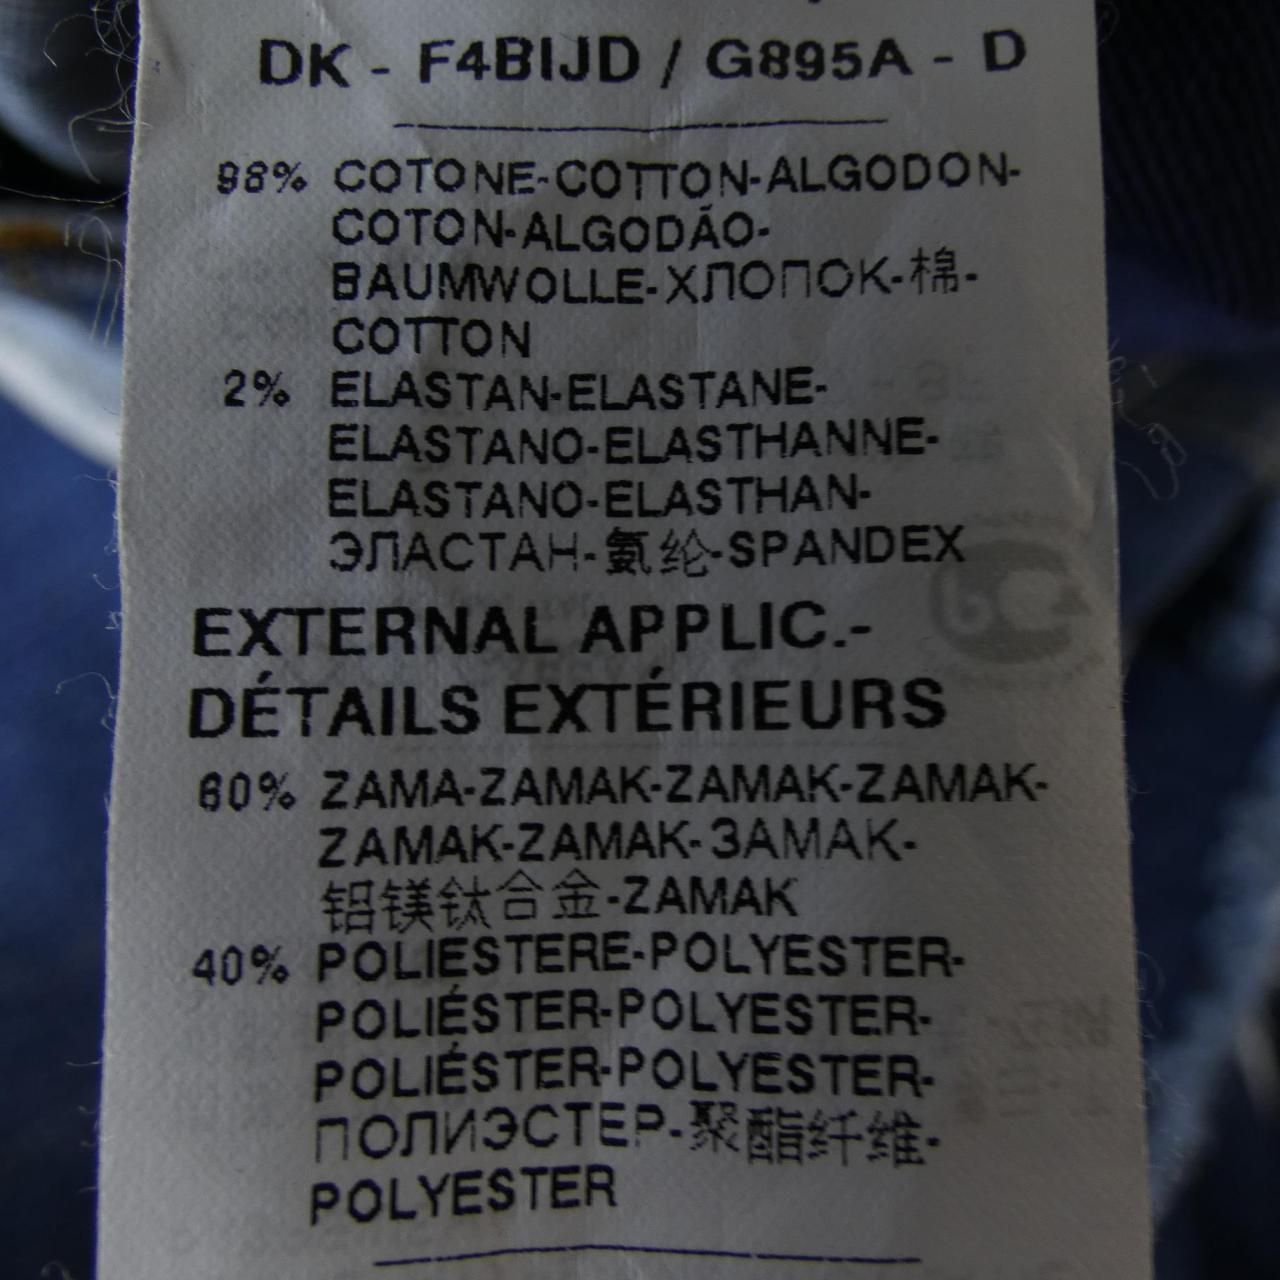 DK - F4BIJD / G895A - D
98% COTONE-COTTON-ALGODON-
COTON-ALGODÃO-
BAUMWOLLE-ХЛОПОК-棉-
COTTON
2% ELASTAN-ELASTANE-
ELASTANO-ELASTHANNE-
ELASTANO-ELASTHAN-
ЭЛАСТАН-氨纶-SPANDEX
EXTERNAL APPLIC.-
DÉTAILS EXTÉRIEURS
60% ZAMA-ZAMAK-ZAMAK-ZAMAK-
ZAMAK-ZAMAK-ЗАМАК-
铝镁钛合金-ZAMAK
40% POLIESTERE-POLYESTER-
POLIÉSTER-POLYESTER-
POLIÉSTER-POLYESTER-
ПОЛИЭСТЕР-聚酯纤维-
POLYESTER